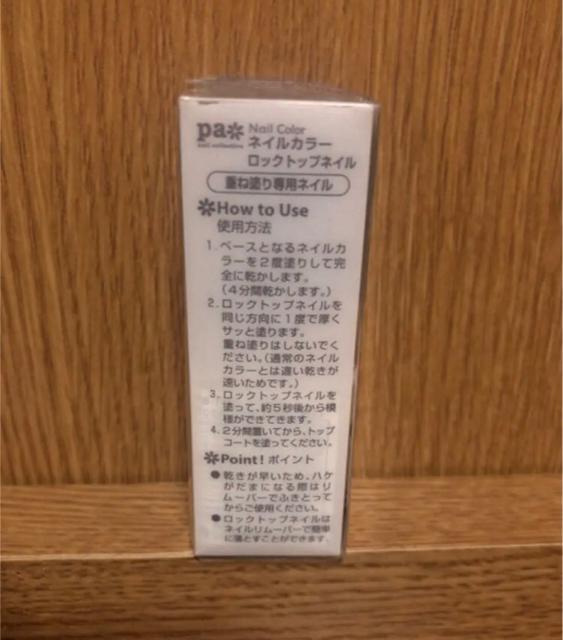 pa
nail collection
Nail Color
ネイルカラー
ロックトップネイル
重ね塗り専用ネイル
How to Use
使用方法
1. ベースとなるネイルカ
ラーを2度塗りして完
全に乾かします。
(4分間乾かします。)
2. ロックトップネイルを
同じ方向に1度で厚く
サッと塗ります。
重ね塗りはしないでく
ださい。(通常のネイル
カラーとは違い乾きが
速いためです。)
3. ロックトップネイルを
塗って、約5秒後から模
様ができてきます。
4. 2分間置いてから、トップ
コートを塗ってください。
Point! ポイント
●乾きが早いため、ハケ
がだまになる際はリ
ムーバーでふきとって
からご使用ください。
●ロックトップネイルは
ネイルリムーバーで簡単
に落とすことができます。